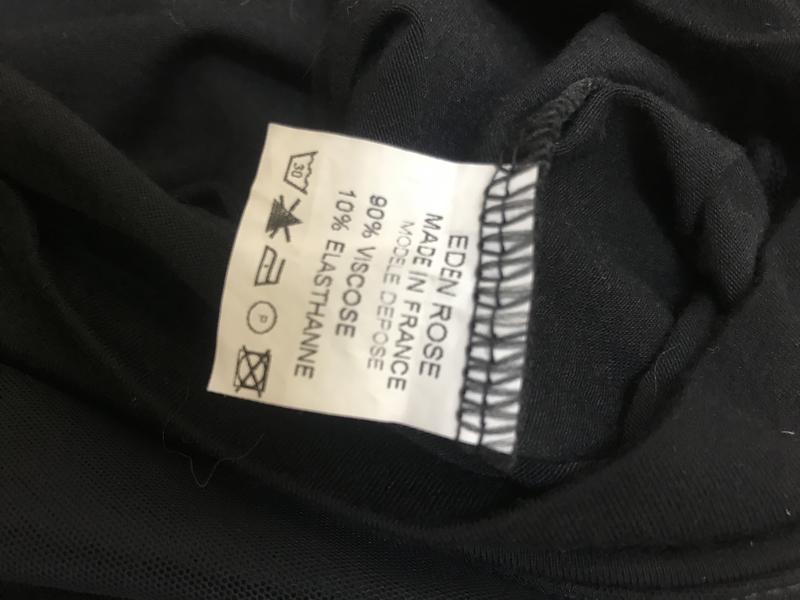 EDEN ROSE
MADE IN FRANCE
MODELE DEPOSE
90% VISCOSE
10% ELASTHANNE
30
P